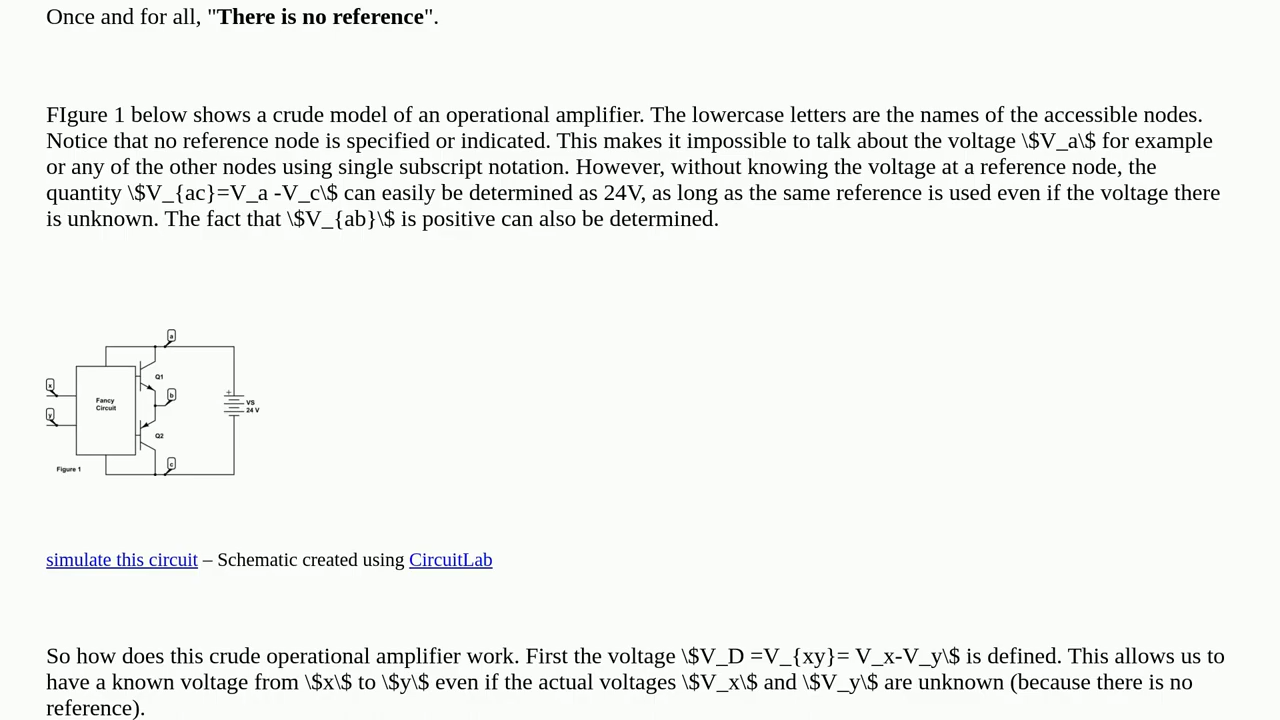 Once and for all, "There is no reference".
FIgure 1 below shows a crude model of an operational amplifier. The lowercase letters are the names of the accessible nodes.
Notice that no reference node is specified or indicated. This makes it impossible to talk about the voltage \$V_a\$ for example
or any of the other nodes using single subscript notation. However, without knowing the voltage at a reference node, the
quantity \$V_{ac}=V_a -V_c\$ can easily be determined as 24V, as long as the same reference is used even if the voltage there
is unknown. The fact that \$V_{ab}\$ is positive can also be determined.
a
Q1
x
b
Fancy
Circuit
+
VS
24 V
y
Q2
c
Figure 1
simulate this circuit – Schematic created using CircuitLab
So how does this crude operational amplifier work. First the voltage \$V_D =V_{xy}= V_x-V_y\$ is defined. This allows us to
have a known voltage from \$x\$ to \$y\$ even if the actual voltages \$V_x\$ and \$V_y\$ are unknown (because there is no
reference).